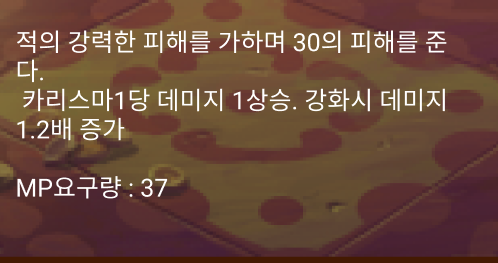 적의 강력한 피해를 가하며 30의 피해를 준
다.
카리스마1당 데미지 1상승. 강화시 데미지
1.2배 증가
MP요구량 : 37